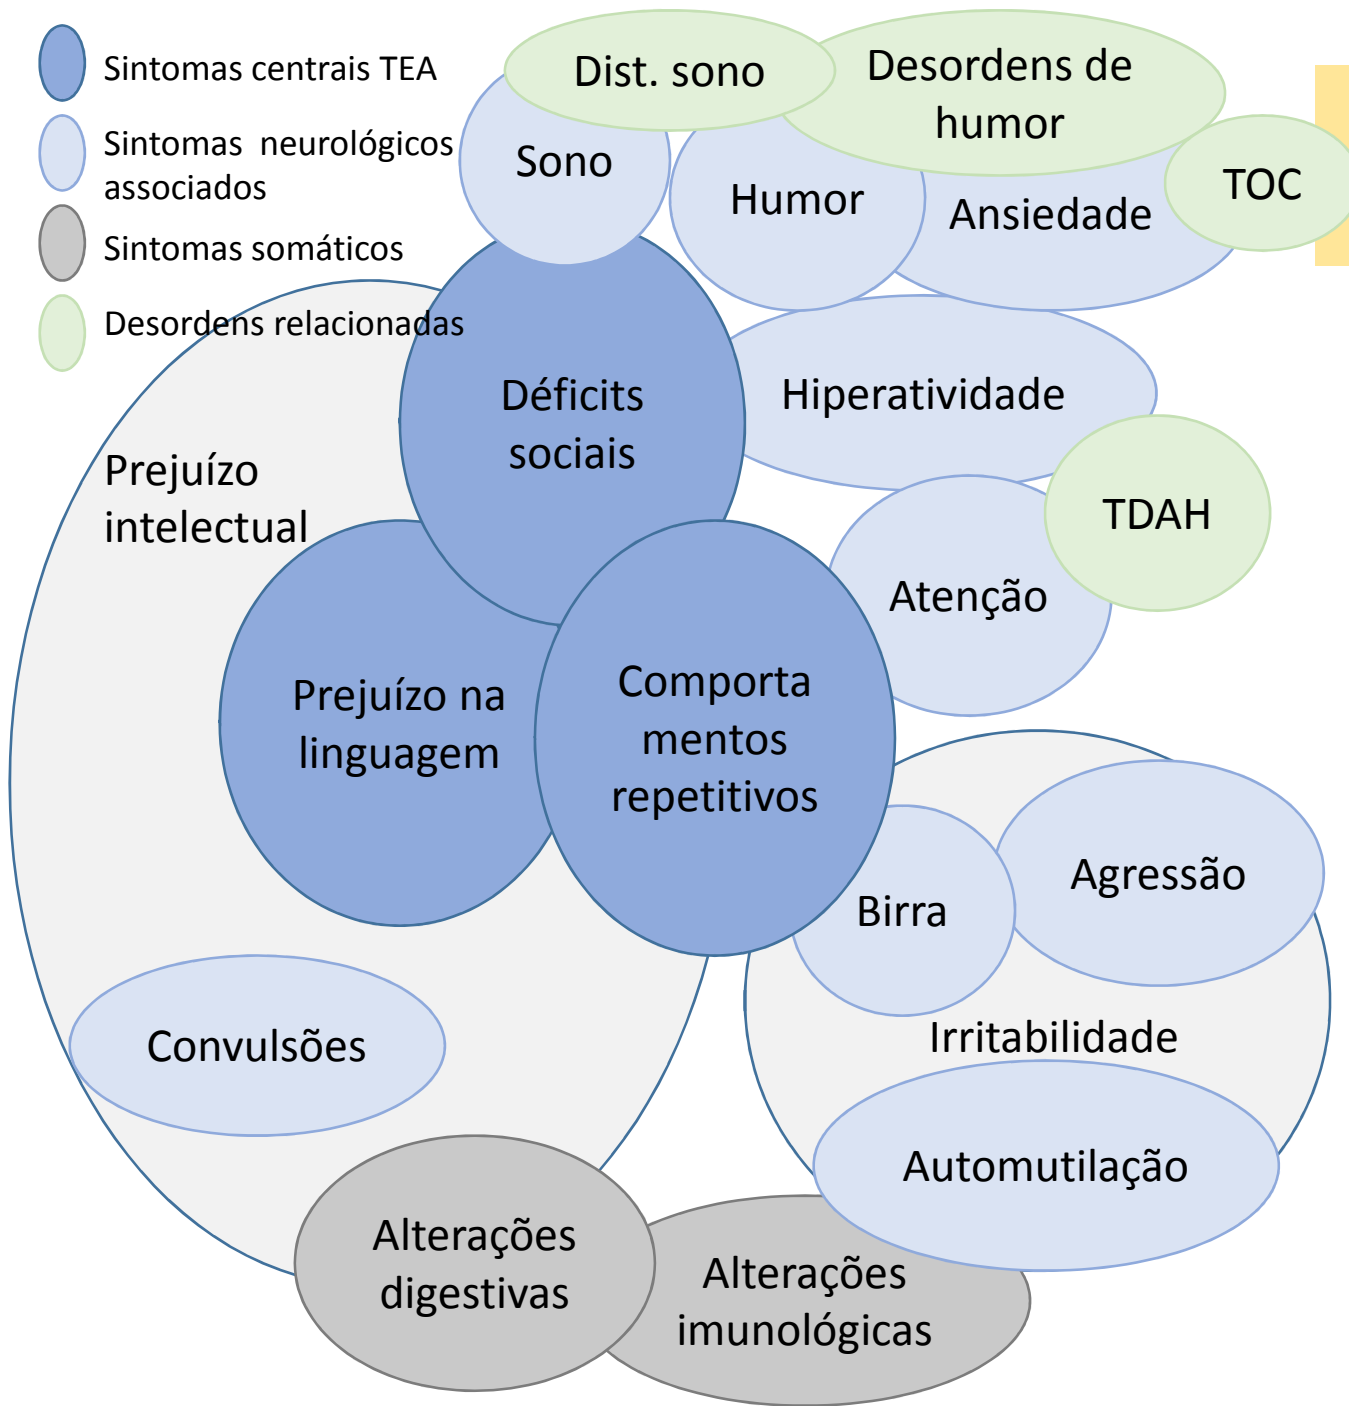 Sintomas centrais TEA
Sintomas neurológicos
associados
Sintomas somáticos
Desordens relacionadas
Dist. sono
Desordens de
humor
TOC
Sono
Humor
Ansiedade
Déficits
sociais
Hiperatividade
Prejuízo
intelectual
TDAH
Atenção
Prejuízo na
linguagem
Comporta
mentos
repetitivos
Agressão
Birra
Convulsões
Irritabilidade
Automutilação
Alterações
digestivas
Alterações
imunológicas